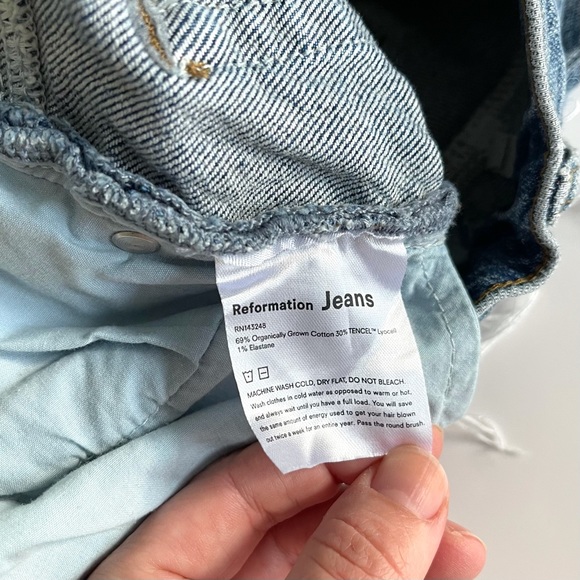 Reformation Jeans
RN143248
69% Organically Grown Cotton 30% TENCEL™ Lyocell
1% Elastane
MACHINE WASH COLD, DRY FLAT, DO NOT BLEACH.
Wash clothes in cold water as opposed to warm or hot,
and always wait until you have a full load. You will save
the same amount of energy used to get your hair blown
out twice a week for an entire year. Pass the round brush.